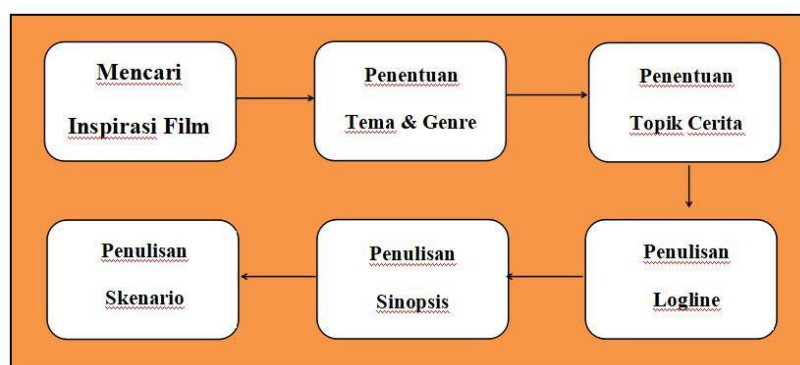 Mencari
Inspirasi Film
Penentuan
Tema & Genre
Penentuan
Topik Cerita
Penulisan
Logline
Penulisan
Sinopsis
Penulisan
Skenario